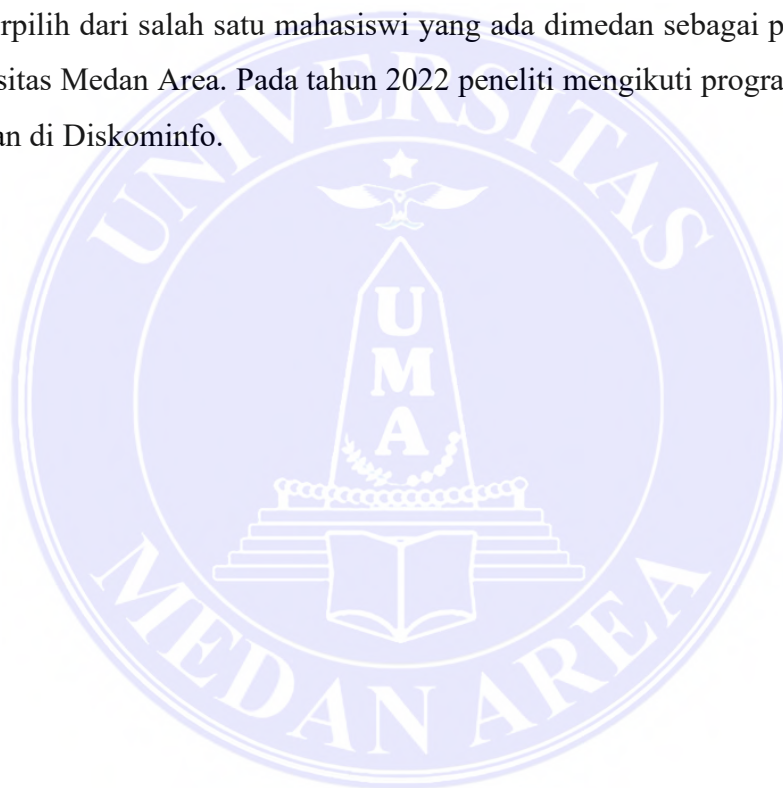 erpilih dari salah satu mahasiswi yang ada dimedan sebagai p
sitas Medan Area. Pada tahun 2022 peneliti mengikuti progra
an di Diskominfo.
UNIVERSITAS
UMA
MEDAN AREA